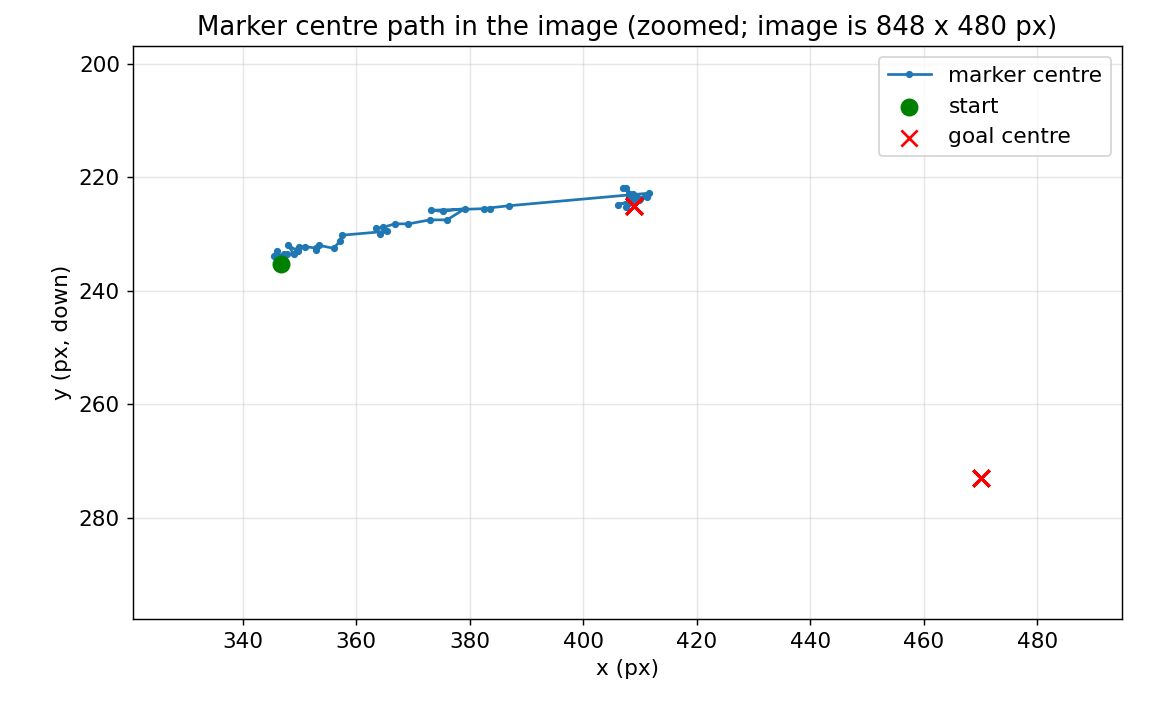 Marker centre path in the image (zoomed; image is 848 x 480 px)
marker centre
start
goal centre
200
220
240
260
280
y (px, down)
340
360
380
400
420
440
460
480
x (px)